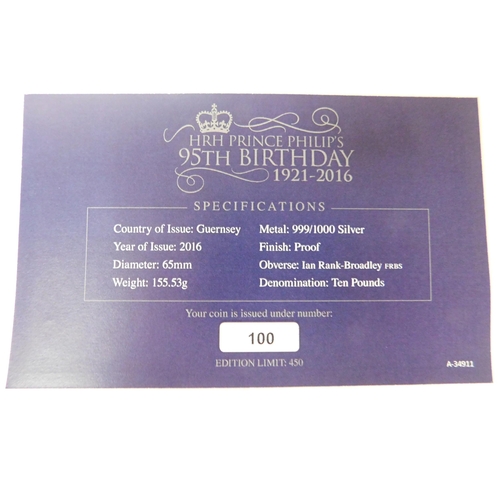 HRH PRINCE PHILIP'S
95TH BIRTHDAY
1921-2016
SPECIFICATIONS
Country of Issue: Guernsey
Year of Issue: 2016
Diameter: 65mm
Weight: 155.53g
Metal: 999/1000 Silver
Finish: Proof
Obverse: Ian Rank-Broadley FRBS
Denomination: Ten Pounds
Your coin is issued under number:
100
EDITION LIMIT: 450
A-34911